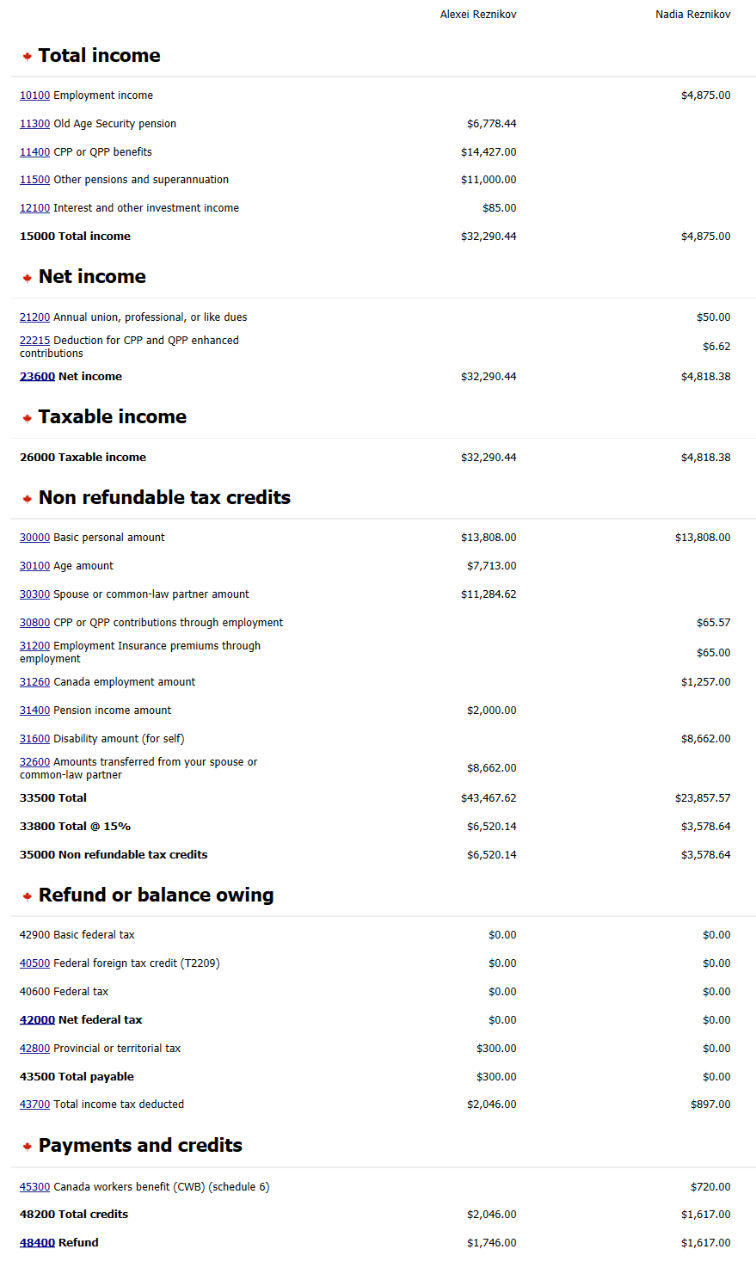 Alexei Reznikov Nadia Reznikov
Total income
10100 Employment income $4,875.00
11300 Old Age Security pension $6,778.44
11400 CPP or QPP benefits $14,427.00
11500 Other pensions and superannuation $11,000.00
12100 Interest and other investment income $85.00
15000 Total income $32,290.44 $4,875.00
Net income
21200 Annual union, professional, or like dues $50.00
22215 Deduction for CPP and QPP enhanced
contributions $6.62
23600 Net income $32,290.44 $4,818.38
Taxable income
26000 Taxable income $32,290.44 $4,818.38
Non refundable tax credits
30000 Basic personal amount $13,808.00 $13,808.00
30100 Age amount $7,713.00
30300 Spouse or common-law partner amount $11,284.62
30800 CPP or QPP contributions through employment $65.57
31200 Employment Insurance premiums through
employment $65.00
31260 Canada employment amount $1,257.00
31400 Pension income amount $2,000.00
31600 Disability amount (for self) $8,662.00
32600 Amounts transferred from your spouse or
common-law partner $8,662.00
33500 Total $43,467.62 $23,857.57
33800 Total @ 15% $6,520.14 $3,578.64
35000 Non refundable tax credits $6,520.14 $3,578.64
Refund or balance owing
42900 Basic federal tax $0.00 $0.00
40500 Federal foreign tax credit (T2209) $0.00 $0.00
40600 Federal tax $0.00 $0.00
42000 Net federal tax $0.00 $0.00
42800 Provincial or territorial tax $300.00 $0.00
43500 Total payable $300.00 $0.00
43700 Total income tax deducted $2,046.00 $897.00
Payments and credits
45300 Canada workers benefit (CWB) (schedule 6) $720.00
48200 Total credits $2,046.00 $1,617.00
48400 Refund $1,746.00 $1,617.00